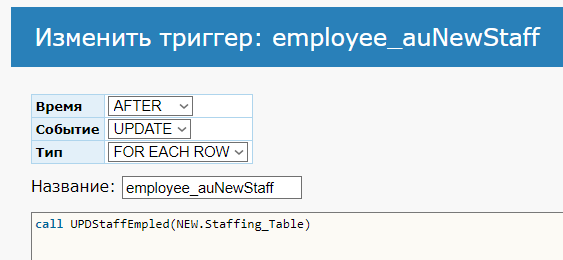 Изменить триггер: employee_auNewStaff
Время AFTER
Событие UPDATE
Тип FOR EACH ROW
Название: employee_auNewStaff
call UPDStaffEmpled(NEW.Staffing_Table)